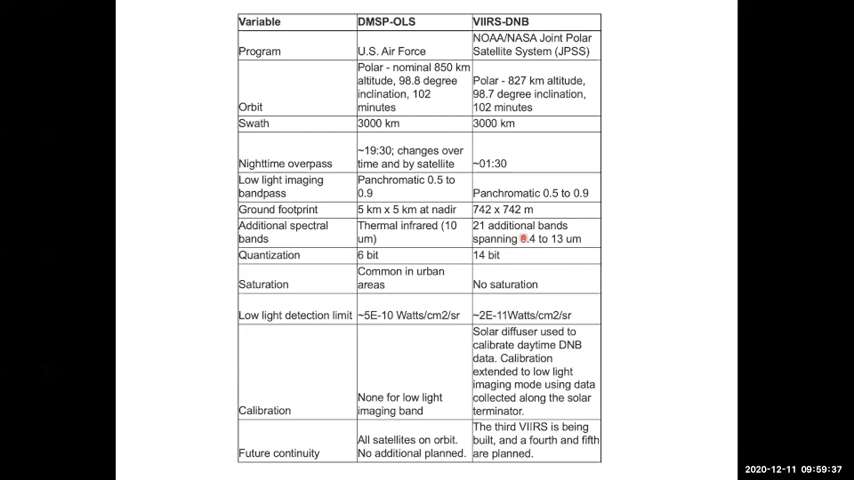 Variable DMSP-OLS VIIRS-DNB
Program U.S. Air Force NOAA/NASA Joint Polar
Satellite System (JPSS)
Orbit Polar - nominal 850 km
altitude, 98.8 degree
inclination, 102
minutes
Polar - 827 km altitude,
98.7 degree inclination,
102 minutes
Swath 3000 km 3000 km
Nighttime overpass ~19:30; changes over
time and by satellite
~01:30
Low light imaging
bandpass
Panchromatic 0.5 to
0.9
Panchromatic 0.5 to 0.9
Ground footprint 5 km x 5 km at nadir 742 x 742 m
Additional spectral
bands
Thermal infrared (10
um)
21 additional bands
spanning 0.4 to 13 um
Quantization 6 bit 14 bit
Saturation Common in urban
areas
No saturation
Low light detection limit ~5E-10 Watts/cm2/sr ~2E-11Watts/cm2/sr
Calibration None for low light
imaging band
Solar diffuser used to
calibrate daytime DNB
data. Calibration
extended to low light
imaging mode using data
collected along the solar
terminator.
Future continuity All satellites on orbit.
No additional planned.
The third VIIRS is being
built, and a fourth and fifth
are planned.
2020-12-11 09:59:37